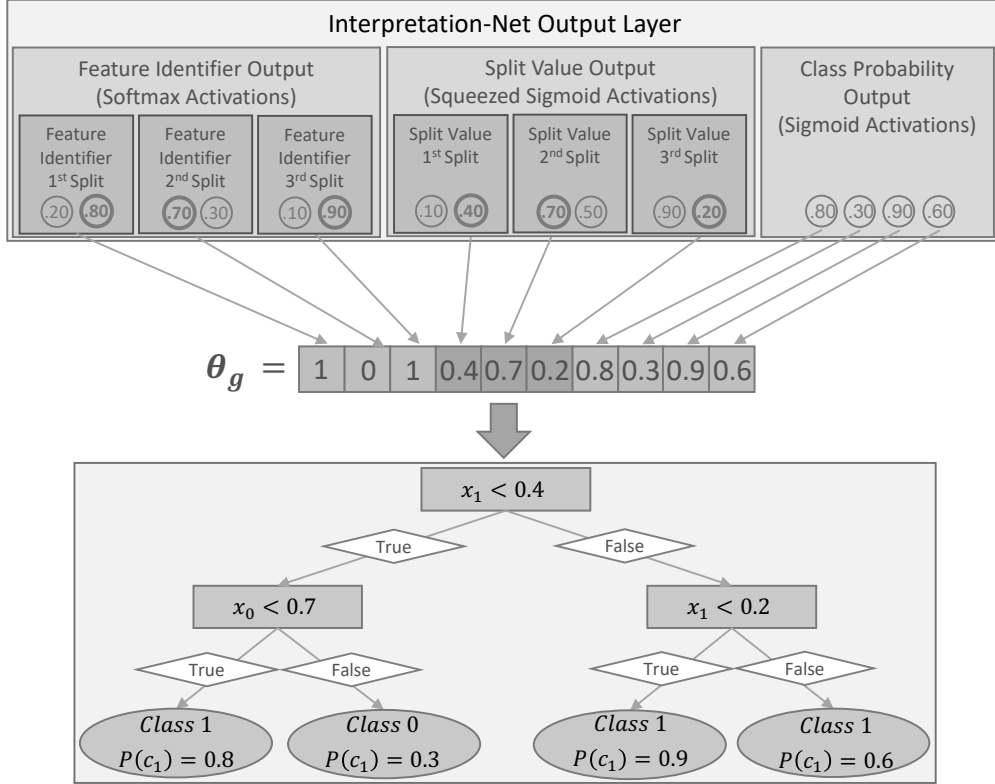 Interpretation-Net Output Layer
Feature Identifier Output
(Softmax Activations)
Feature
Identifier
1st Split
.20 .80
Feature
Identifier
2nd Split
.70 .30
Feature
Identifier
3rd Split
.10 .90
Split Value Output
(Squeezed Sigmoid Activations)
Split Value
1st Split
.10 .40
Split Value
2nd Split
.70 .50
Split Value
3rd Split
.90 .20
Class Probability
Output
(Sigmoid Activations)
.80 .30 .90 .60
θg = 1 0 1 0.4 0.7 0.2 0.8 0.3 0.9 0.6
x1 < 0.4
True False
x0 < 0.7 x1 < 0.2
True False True False
Class 1
P(c1) = 0.8
Class 0
P(c1) = 0.3
Class 1
P(c1) = 0.9
Class 1
P(c1) = 0.6